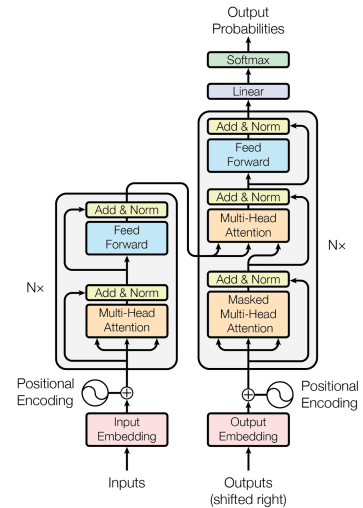 Output
Probabilities
Softmax
Linear
Add & Norm
Feed
Forward
Add & Norm
Multi-Head
Attention
Add & Norm
Masked
Multi-Head
Attention
N×
Add & Norm
Feed
Forward
N×
Add & Norm
Multi-Head
Attention
Positional
Encoding
Positional
Encoding
Input
Embedding
Output
Embedding
Inputs
Outputs
(shifted right)